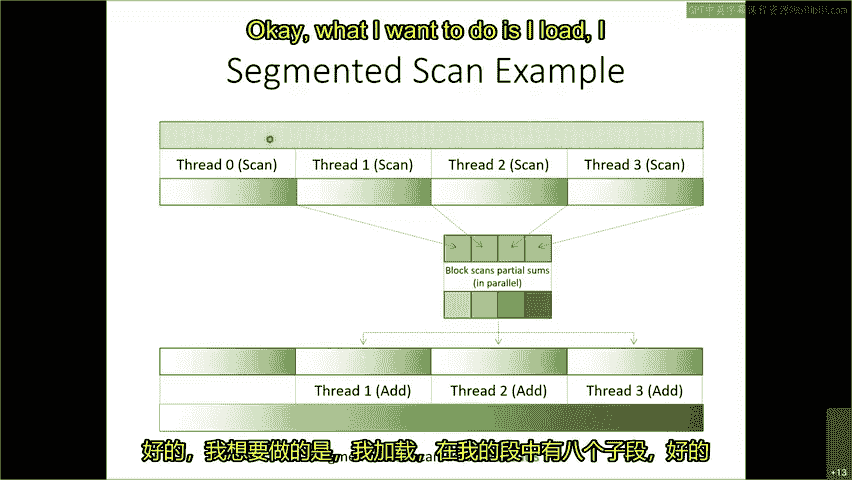 Okay, what I want to do is I load, I
Segmented Scan Example
Thread 0 (Scan)
Thread 1 (Scan)
Thread 2 (Scan)
Thread 3 (Scan)
Block scans partial sums
(in parallel)
Thread 1 (Add)
Thread 2 (Add)
Thread 3 (Add)
好的，我想要做的是，我加载，在我的段中有八个子段，好的
+13